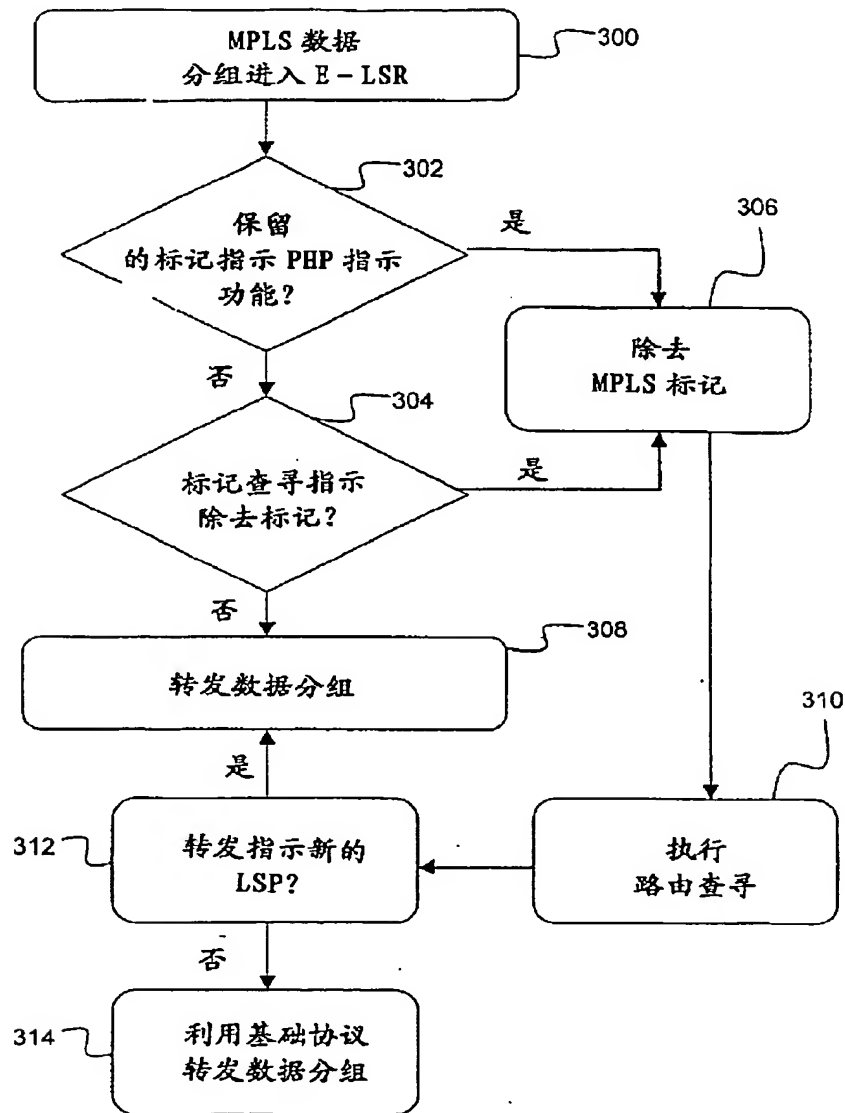 MPLS 数据
分组进入 E-LSR
300
302
保留
的标记指示 PHP 指示
功能?
是
306
除去
MPLS 标记
否
304
标记查寻指示
除去标记?
是
否
308
转发数据分组
310
是
312
转发指示新的
LSP?
执行
路由查寻
否
314
利用基础协议
转发数据分组